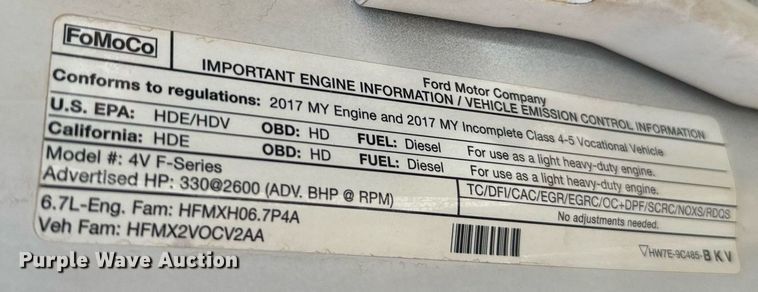 FoMoCo
Ford Motor Company
IMPORTANT ENGINE INFORMATION / VEHICLE EMISSION CONTROL INFORMATION
Conforms to regulations: 2017 MY Engine and 2017 MY Incomplete Class 4-5 Vocational Vehicle
U.S. EPA: HDE/HDV OBD: HD FUEL: Diesel For use as a light heavy-duty engine.
California: HDE OBD: HD FUEL: Diesel For use as a light heavy-duty engine.
Model #: 4V F-Series
Advertised HP: 330@2600 (ADV. BHP @ RPM) TC/DFI/CAC/EGR/EGRC/OC+DPF/SCRC/NOXS/RDQS
No adjustments needed.
6.7L-Eng. Fam: HFMXH06.7P4A
Veh Fam: HFMX2VOCV2AA
HW7E-9C485-BKV
Purple Wave Auction